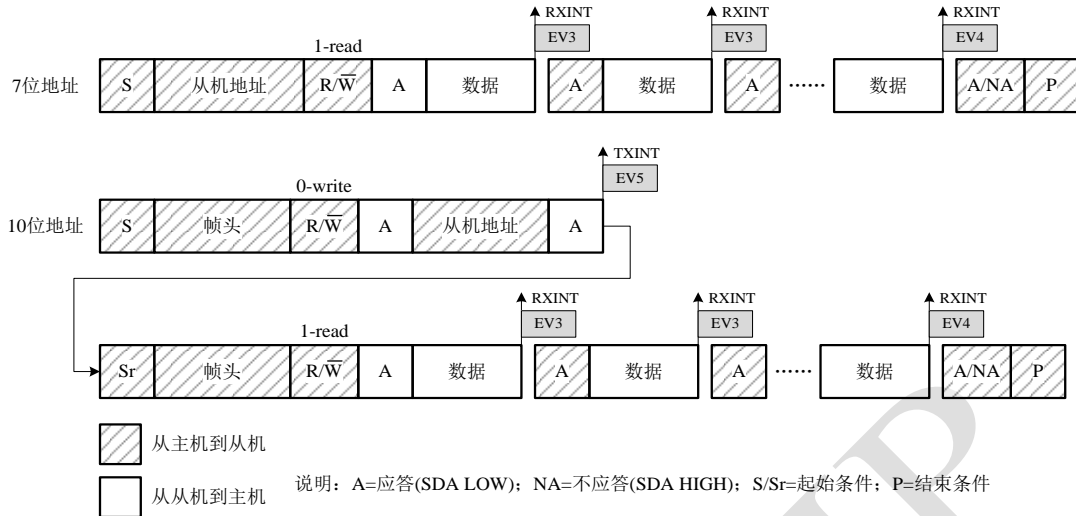 RXINT RXINT RXINT
EV3 EV3 EV4
1-read
7位地址 S 从机地址 R/W̅ A 数据 A 数据 A …… 数据 A/NA P
TXINT
EV5
0-write
10位地址 S 帧头 R/W̅ A 从机地址 A
RXINT RXINT RXINT
EV3 EV3 EV4
1-read
Sr 帧头 R/W̅ A 数据 A 数据 A …… 数据 A/NA P
从主机到从机
从从机到主机
说明：A=应答(SDA LOW)；NA=不应答(SDA HIGH)；S/Sr=起始条件；P=结束条件